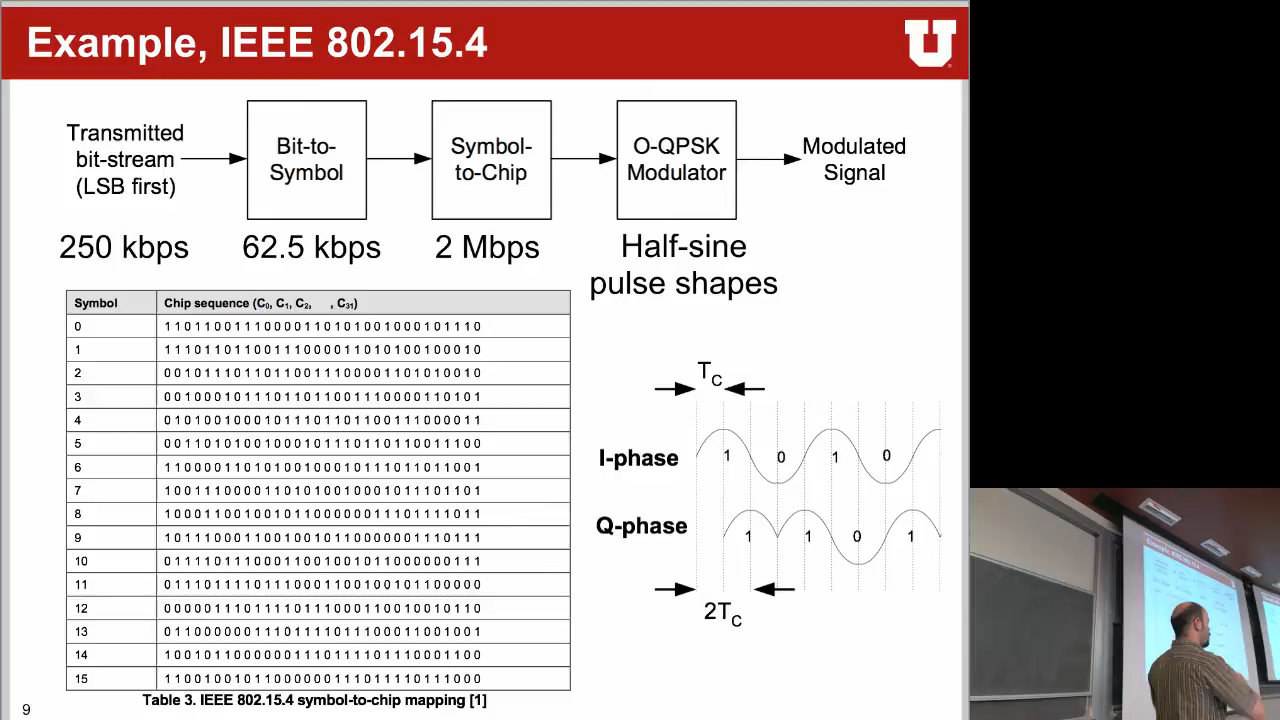 Example, IEEE 802.15.4
U
Transmitted
bit-stream
(LSB first)
Bit-to-
Symbol
Symbol-
to-Chip
O-QPSK
Modulator
Modulated
Signal
250 kbps
62.5 kbps
2 Mbps
Half-sine
pulse shapes
Symbol Chip sequence (C0, C1, C2, , C31)
0 1 1 0 1 1 0 0 1 1 1 0 0 0 0 1 1 0 1 0 1 0 0 1 0 0 0 1 0 1 1 1 0
1 1 1 1 0 1 1 0 1 1 0 0 1 1 1 0 0 0 0 1 1 0 1 0 1 0 0 1 0 0 0 1 0
2 0 0 1 0 1 1 1 0 1 1 0 1 1 0 0 1 1 1 0 0 0 0 1 1 0 1 0 1 0 0 1 0
3 0 0 1 0 0 0 1 0 1 1 1 0 1 1 0 1 1 0 0 1 1 1 0 0 0 0 1 1 0 1 0 1
4 0 1 0 1 0 0 1 0 0 0 1 0 1 1 1 0 1 1 0 1 1 0 0 1 1 1 0 0 0 0 1 1
5 0 0 1 1 0 1 0 1 0 0 1 0 0 0 1 0 1 1 1 0 1 1 0 1 1 0 0 1 1 1 0 0
6 1 1 0 0 0 0 1 1 0 1 0 1 0 0 1 0 0 0 1 0 1 1 1 0 1 1 0 1 1 0 0 1
7 1 0 0 1 1 1 0 0 0 0 1 1 0 1 0 1 0 0 1 0 0 0 1 0 1 1 1 0 1 1 0 1
8 1 0 0 0 1 1 0 0 1 0 0 1 0 1 1 0 0 0 0 0 0 1 1 1 0 1 1 1 1 0 1 1
9 1 0 1 1 1 0 0 0 1 1 0 0 1 0 0 1 0 1 1 0 0 0 0 0 0 1 1 1 0 1 1 1
10 0 1 1 1 1 0 1 1 1 0 0 0 1 1 0 0 1 0 0 1 0 1 1 0 0 0 0 0 0 1 1 1
11 0 1 1 1 0 1 1 1 1 0 1 1 1 0 0 0 1 1 0 0 1 0 0 1 0 1 1 0 0 0 0 0
12 0 0 0 0 0 1 1 1 0 1 1 1 1 0 1 1 1 0 0 0 1 1 0 0 1 0 0 1 0 1 1 0
13 0 1 1 0 0 0 0 0 0 1 1 1 0 1 1 1 1 0 1 1 1 0 0 0 1 1 0 0 1 0 0 1
14 1 0 0 1 0 1 1 0 0 0 0 0 0 1 1 1 0 1 1 1 1 0 1 1 1 0 0 0 1 1 0 0
15 1 1 0 0 1 0 0 1 0 1 1 0 0 0 0 0 0 1 1 1 0 1 1 1 1 0 1 1 1 0 0 0
Table 3. IEEE 802.15.4 symbol-to-chip mapping [1]
TC
I-phase 1 0 1 0
Q-phase 1 1 0 1
2TC
9
Example, IEEE 802.15.4